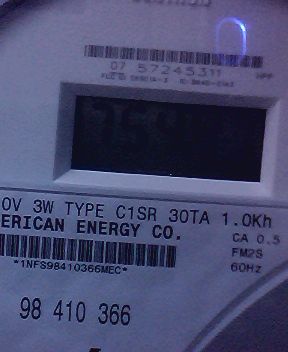 07 57245311
0V 3W TYPE C1SR 30TA 1.0Kh
ERICAN ENERGY CO.
CA 0.5
FM2S
60Hz
*1NFS98410366MEC*
98 410 366